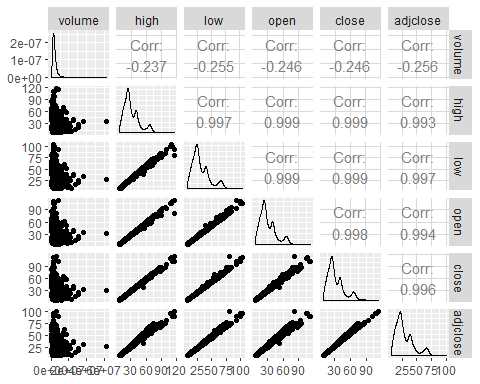 volume high low open close adjclose
2e-07
1e-07
0e+00
Corr: Corr: Corr: Corr: Corr:
-0.237 -0.255 -0.246 -0.246 -0.256
volume
120
90
60
30
Corr: Corr: Corr: Corr:
0.997 0.999 0.999 0.993
high
100
75
50
25
Corr: Corr: Corr:
0.999 0.999 0.997
low
90
60
30
Corr: Corr:
0.998 0.994
open
90
60
30
Corr:
0.996
close
100
75
50
25
adjclose
30 60 90 120 25 50 75 100 30 60 90 30 60 90 25 50 75 100